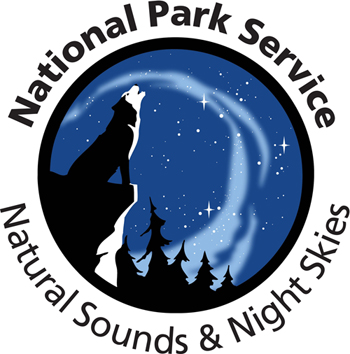 National Park Service
Natural Sounds & Night Skies